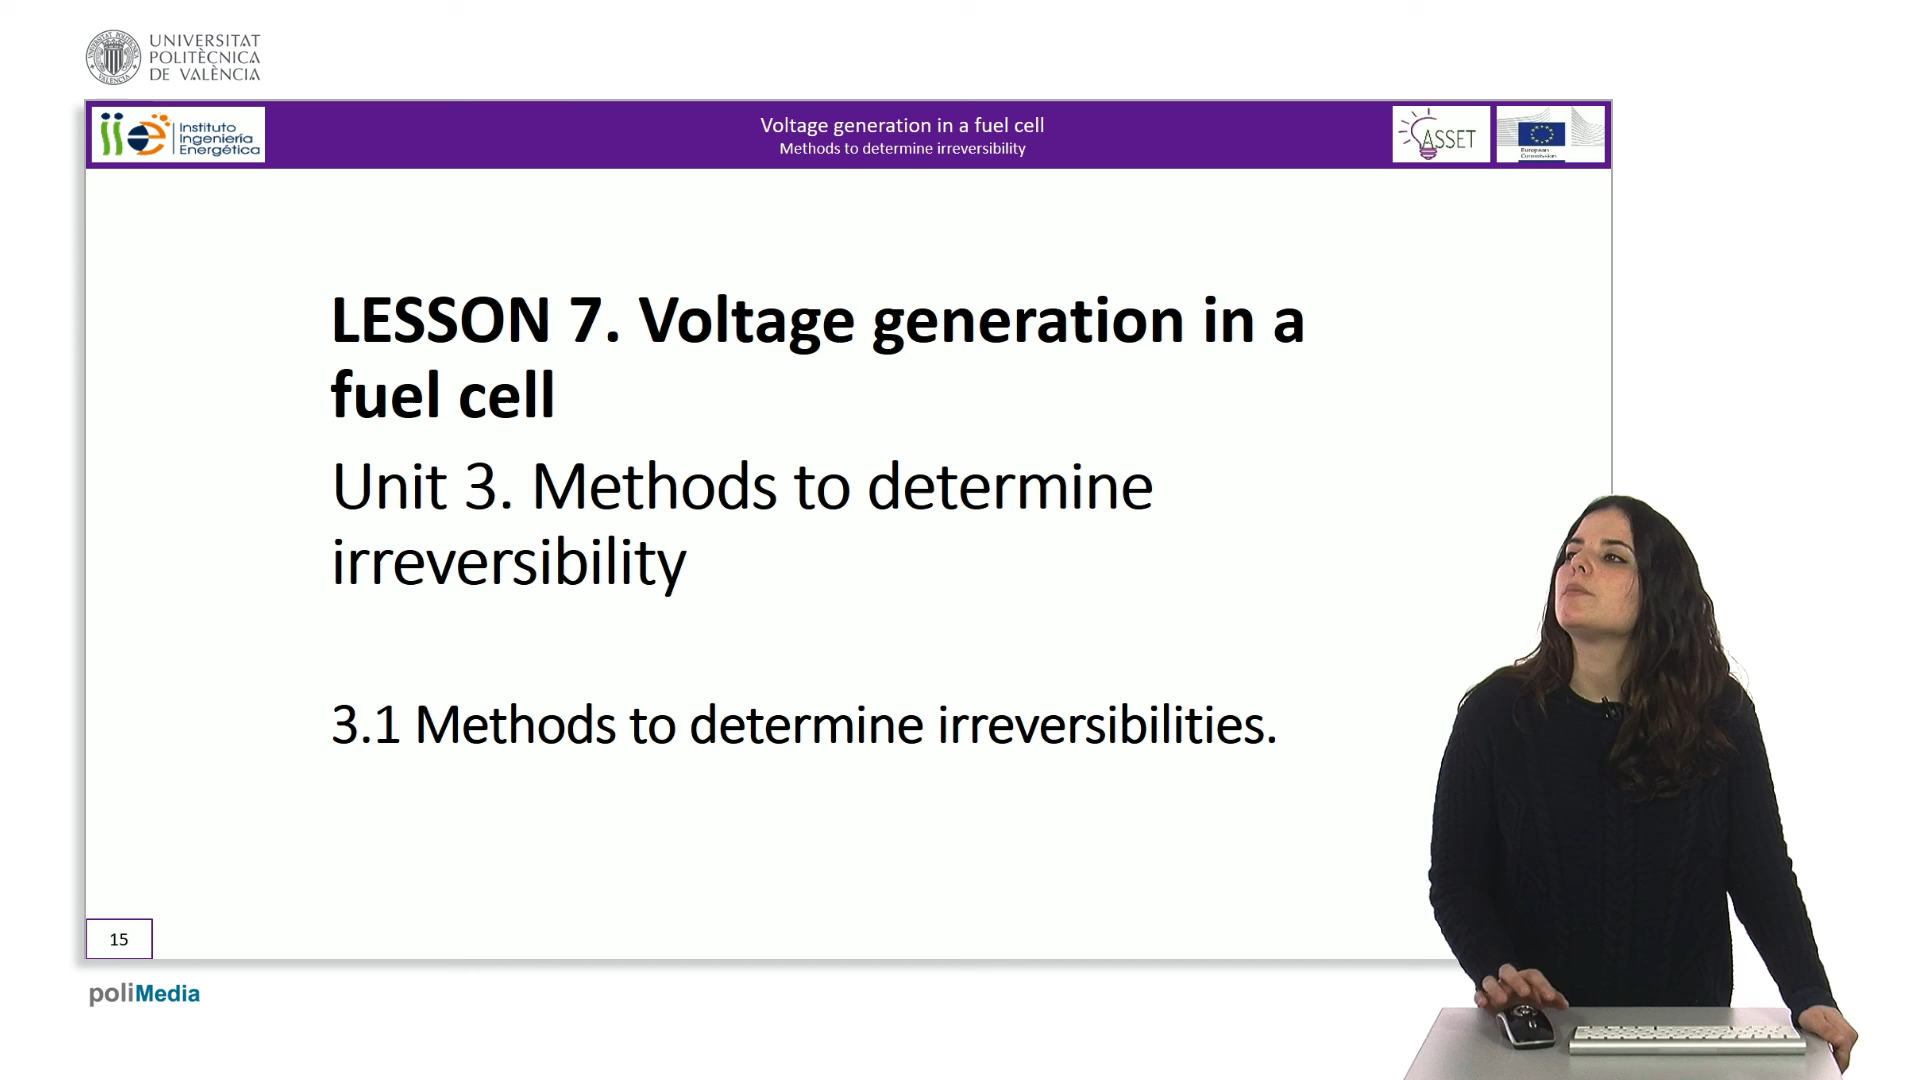 UNIVERSITAT
POLITÈCNICA
DE VALÈNCIA
Instituto
Ingeniería
Energética
Voltage generation in a fuel cell
Methods to determine irreversibility
ASSET
European
Commission
LESSON 7. Voltage generation in a
fuel cell
Unit 3. Methods to determine
irreversibility
3.1 Methods to determine irreversibilities.
15
poliMedia